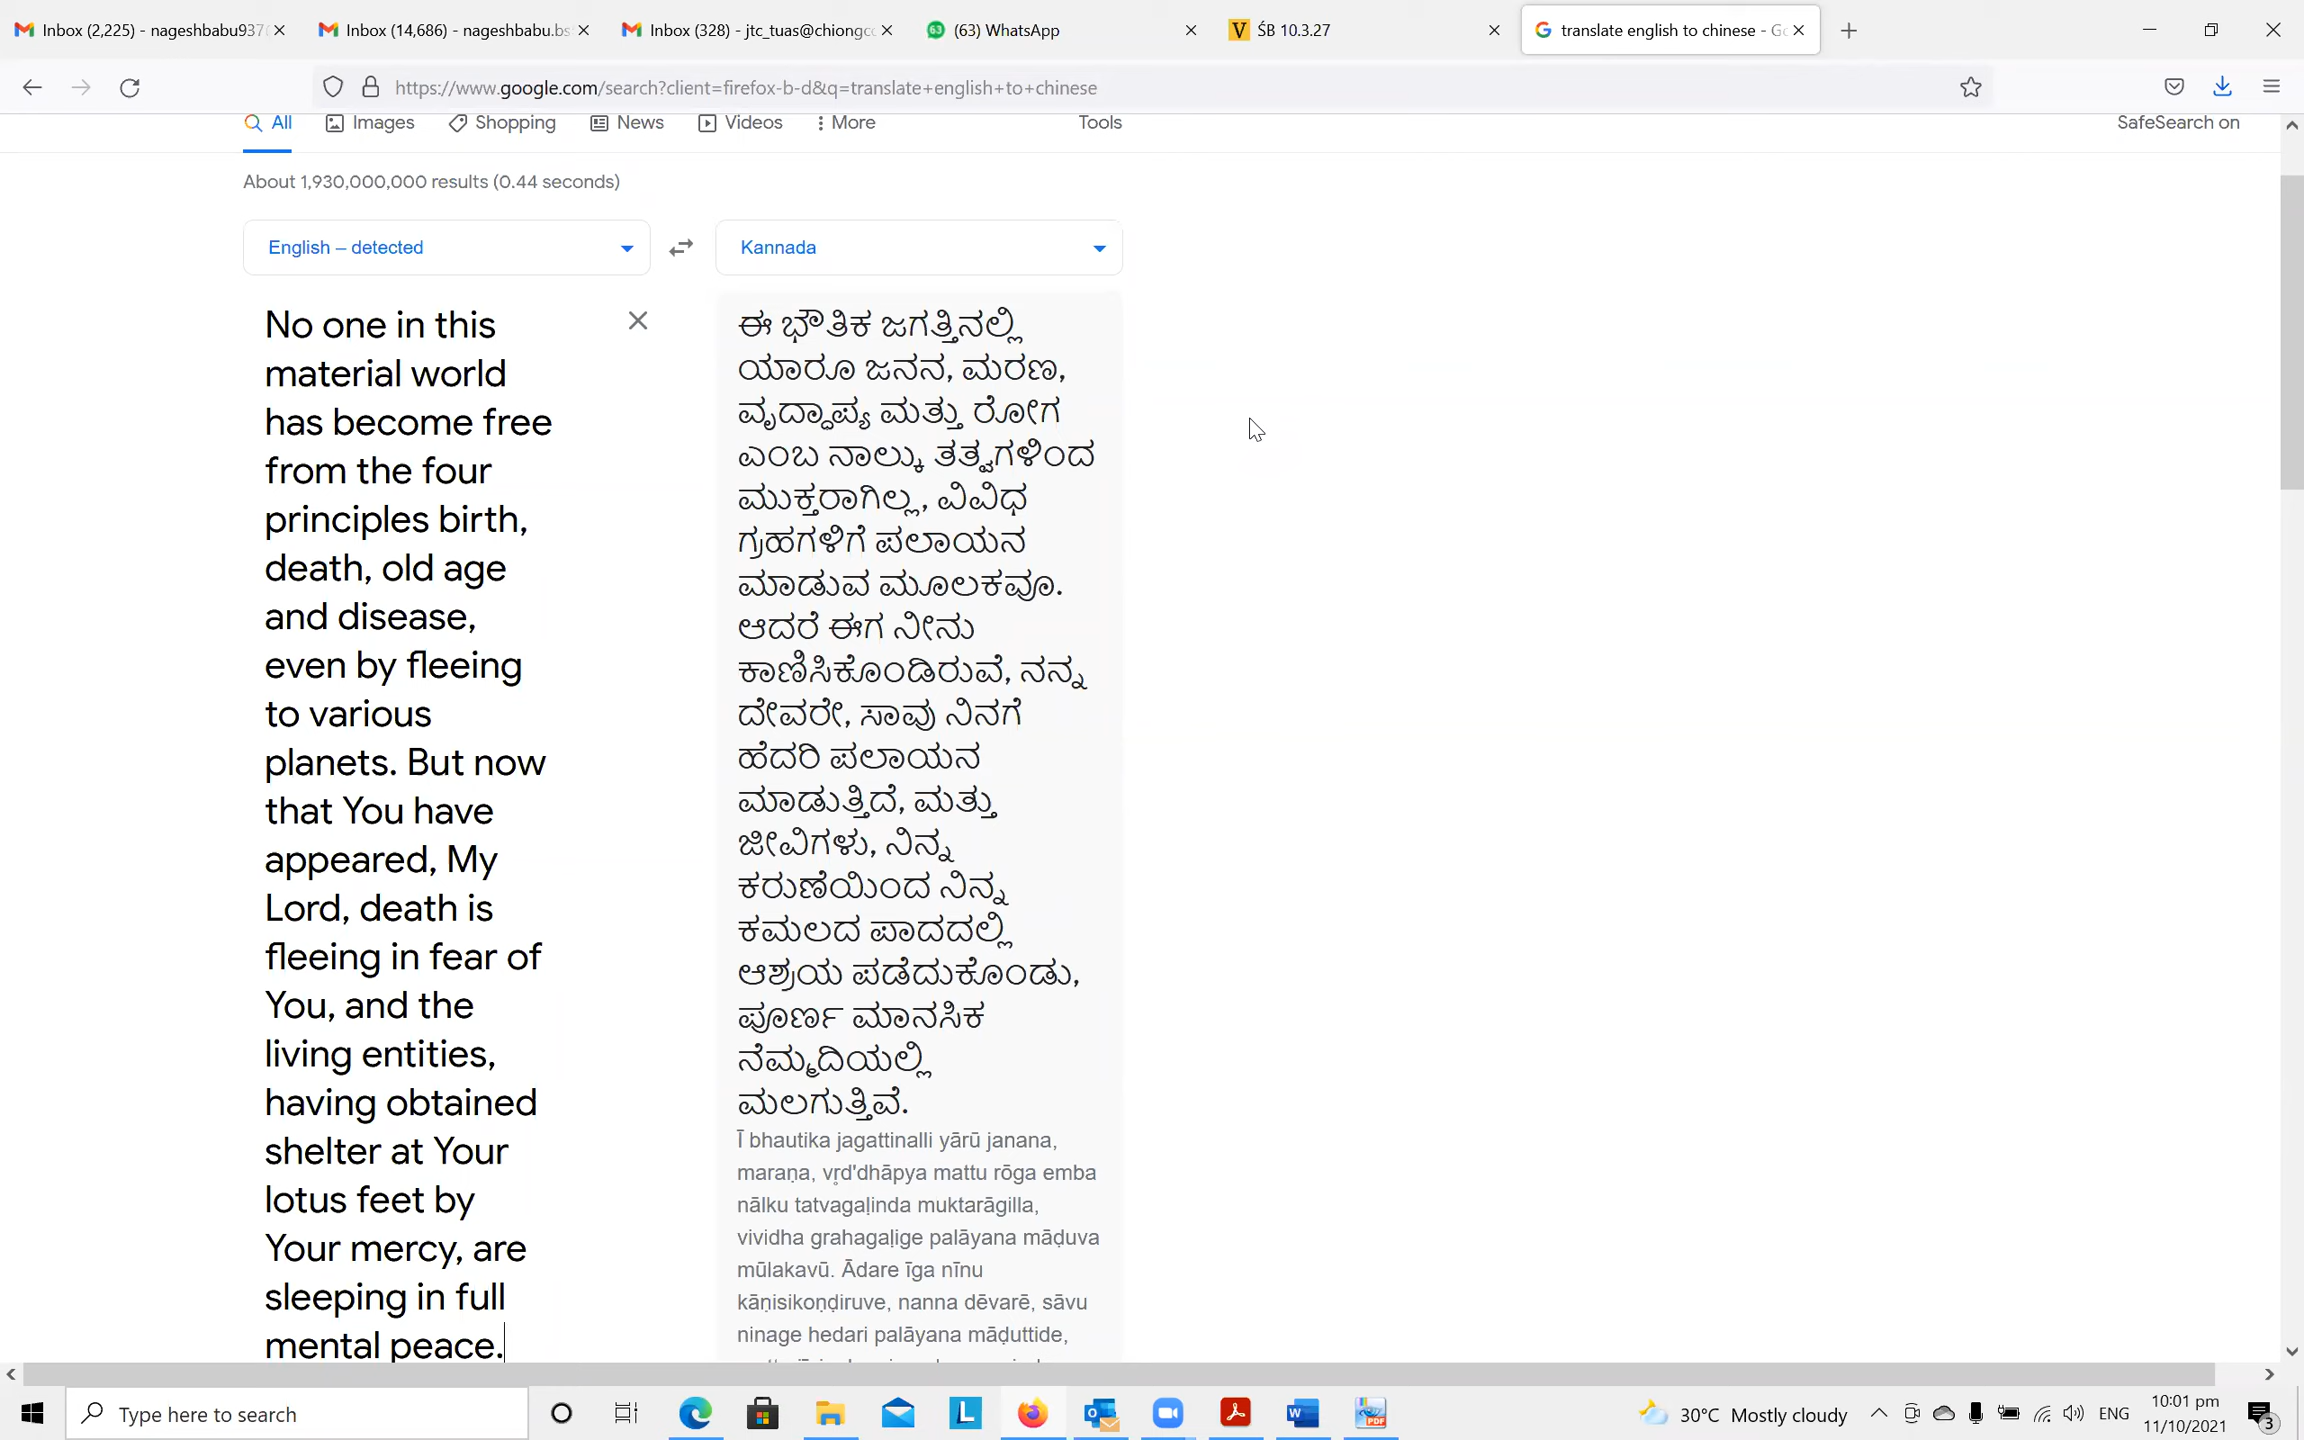 Inbox (2,225) - nageshbabu937
Inbox (14,686) - nageshbabu.bs
Inbox (328) - jtc_tuas@chiongco
63
(63) WhatsApp
V
ŚB 10.3.27
translate english to chinese - Go
https://www.google.com/search?client=firefox-b-d&q=translate+english+to+chinese
All
Images
Shopping
News
Videos
More
Tools
SafeSearch on
About 1,930,000,000 results (0.44 seconds)
English – detected
Kannada
No one in this
material world
has become free
from the four
principles birth,
death, old age
and disease,
even by fleeing
to various
planets. But now
that You have
appeared, My
Lord, death is
fleeing in fear of
You, and the
living entities,
having obtained
shelter at Your
lotus feet by
Your mercy, are
sleeping in full
mental peace.
ಈ ಭೌತಿಕ ಜಗತ್ತಿನಲ್ಲಿ
ಯಾರೂ ಜನನ, ಮರಣ,
ವೃದ್ಧಾಪ್ಯ ಮತ್ತು ರೋಗ
ಎಂಬ ನಾಲ್ಕು ತತ್ವಗಳಿಂದ
ಮುಕ್ತರಾಗಿಲ್ಲ, ವಿವಿಧ
ಗ್ರಹಗಳಿಗೆ ಪಲಾಯನ
ಮಾಡುವ ಮೂಲಕವೂ.
ಆದರೆ ಈಗ ನೀನು
ಕಾಣಿಸಿಕೊಂಡಿರುವೆ, ನನ್ನ
ದೇವರೇ, ಸಾವು ನಿನಗೆ
ಹೆದರಿ ಪಲಾಯನ
ಮಾಡುತ್ತಿದೆ, ಮತ್ತು
ಜೀವಿಗಳು, ನಿನ್ನ
ಕರುಣೆಯಿಂದ ನಿನ್ನ
ಕಮಲದ ಪಾದದಲ್ಲಿ
ಆಶ್ರಯ ಪಡೆದುಕೊಂಡು,
ಪೂರ್ಣ ಮಾನಸಿಕ
ನೆಮ್ಮದಿಯಲ್ಲಿ
ಮಲಗುತ್ತಿವೆ.
Ī bhautika jagattinalli yārū janana,
maraṇa, vr̥d'dhāpya mattu rōga emba
nālku tatvagaḷinda muktarāgilla,
vividha grahagaḷige palāyana māḍuva
mūlakavū. Ādare īga nīnu
kāṇisikoṇḍiruve, nanna dēvarē, sāvu
ninage hedari palāyana māḍuttide,
Type here to search
30°C Mostly cloudy
ENG
10:01 pm
11/10/2021
3